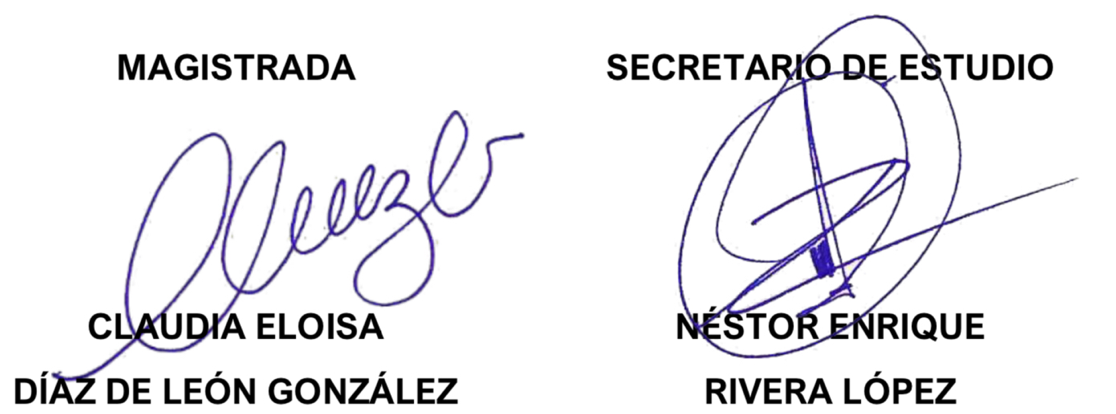 MAGISTRADA
SECRETARIO DE ESTUDIO
CLAUDIA ELOISA
DÍAZ DE LEÓN GONZÁLEZ
NÉSTOR ENRIQUE
RIVERA LÓPEZ